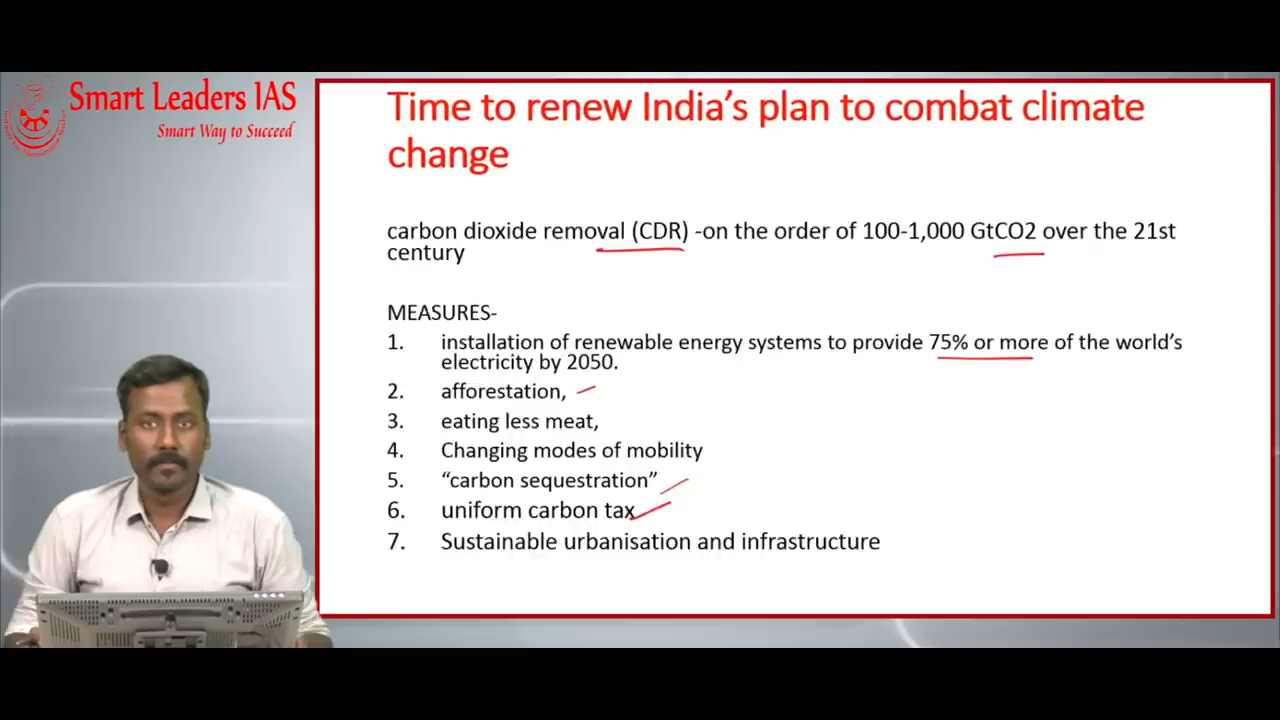 Smart Leaders IAS
Smart Way to Succeed
Time to renew India’s plan to combat climate
change
carbon dioxide removal (CDR) -on the order of 100-1,000 GtCO2 over the 21st
century
MEASURES-
1. installation of renewable energy systems to provide 75% or more of the world’s
electricity by 2050.
2. afforestation,
3. eating less meat,
4. Changing modes of mobility
5. “carbon sequestration”
6. uniform carbon tax
7. Sustainable urbanisation and infrastructure